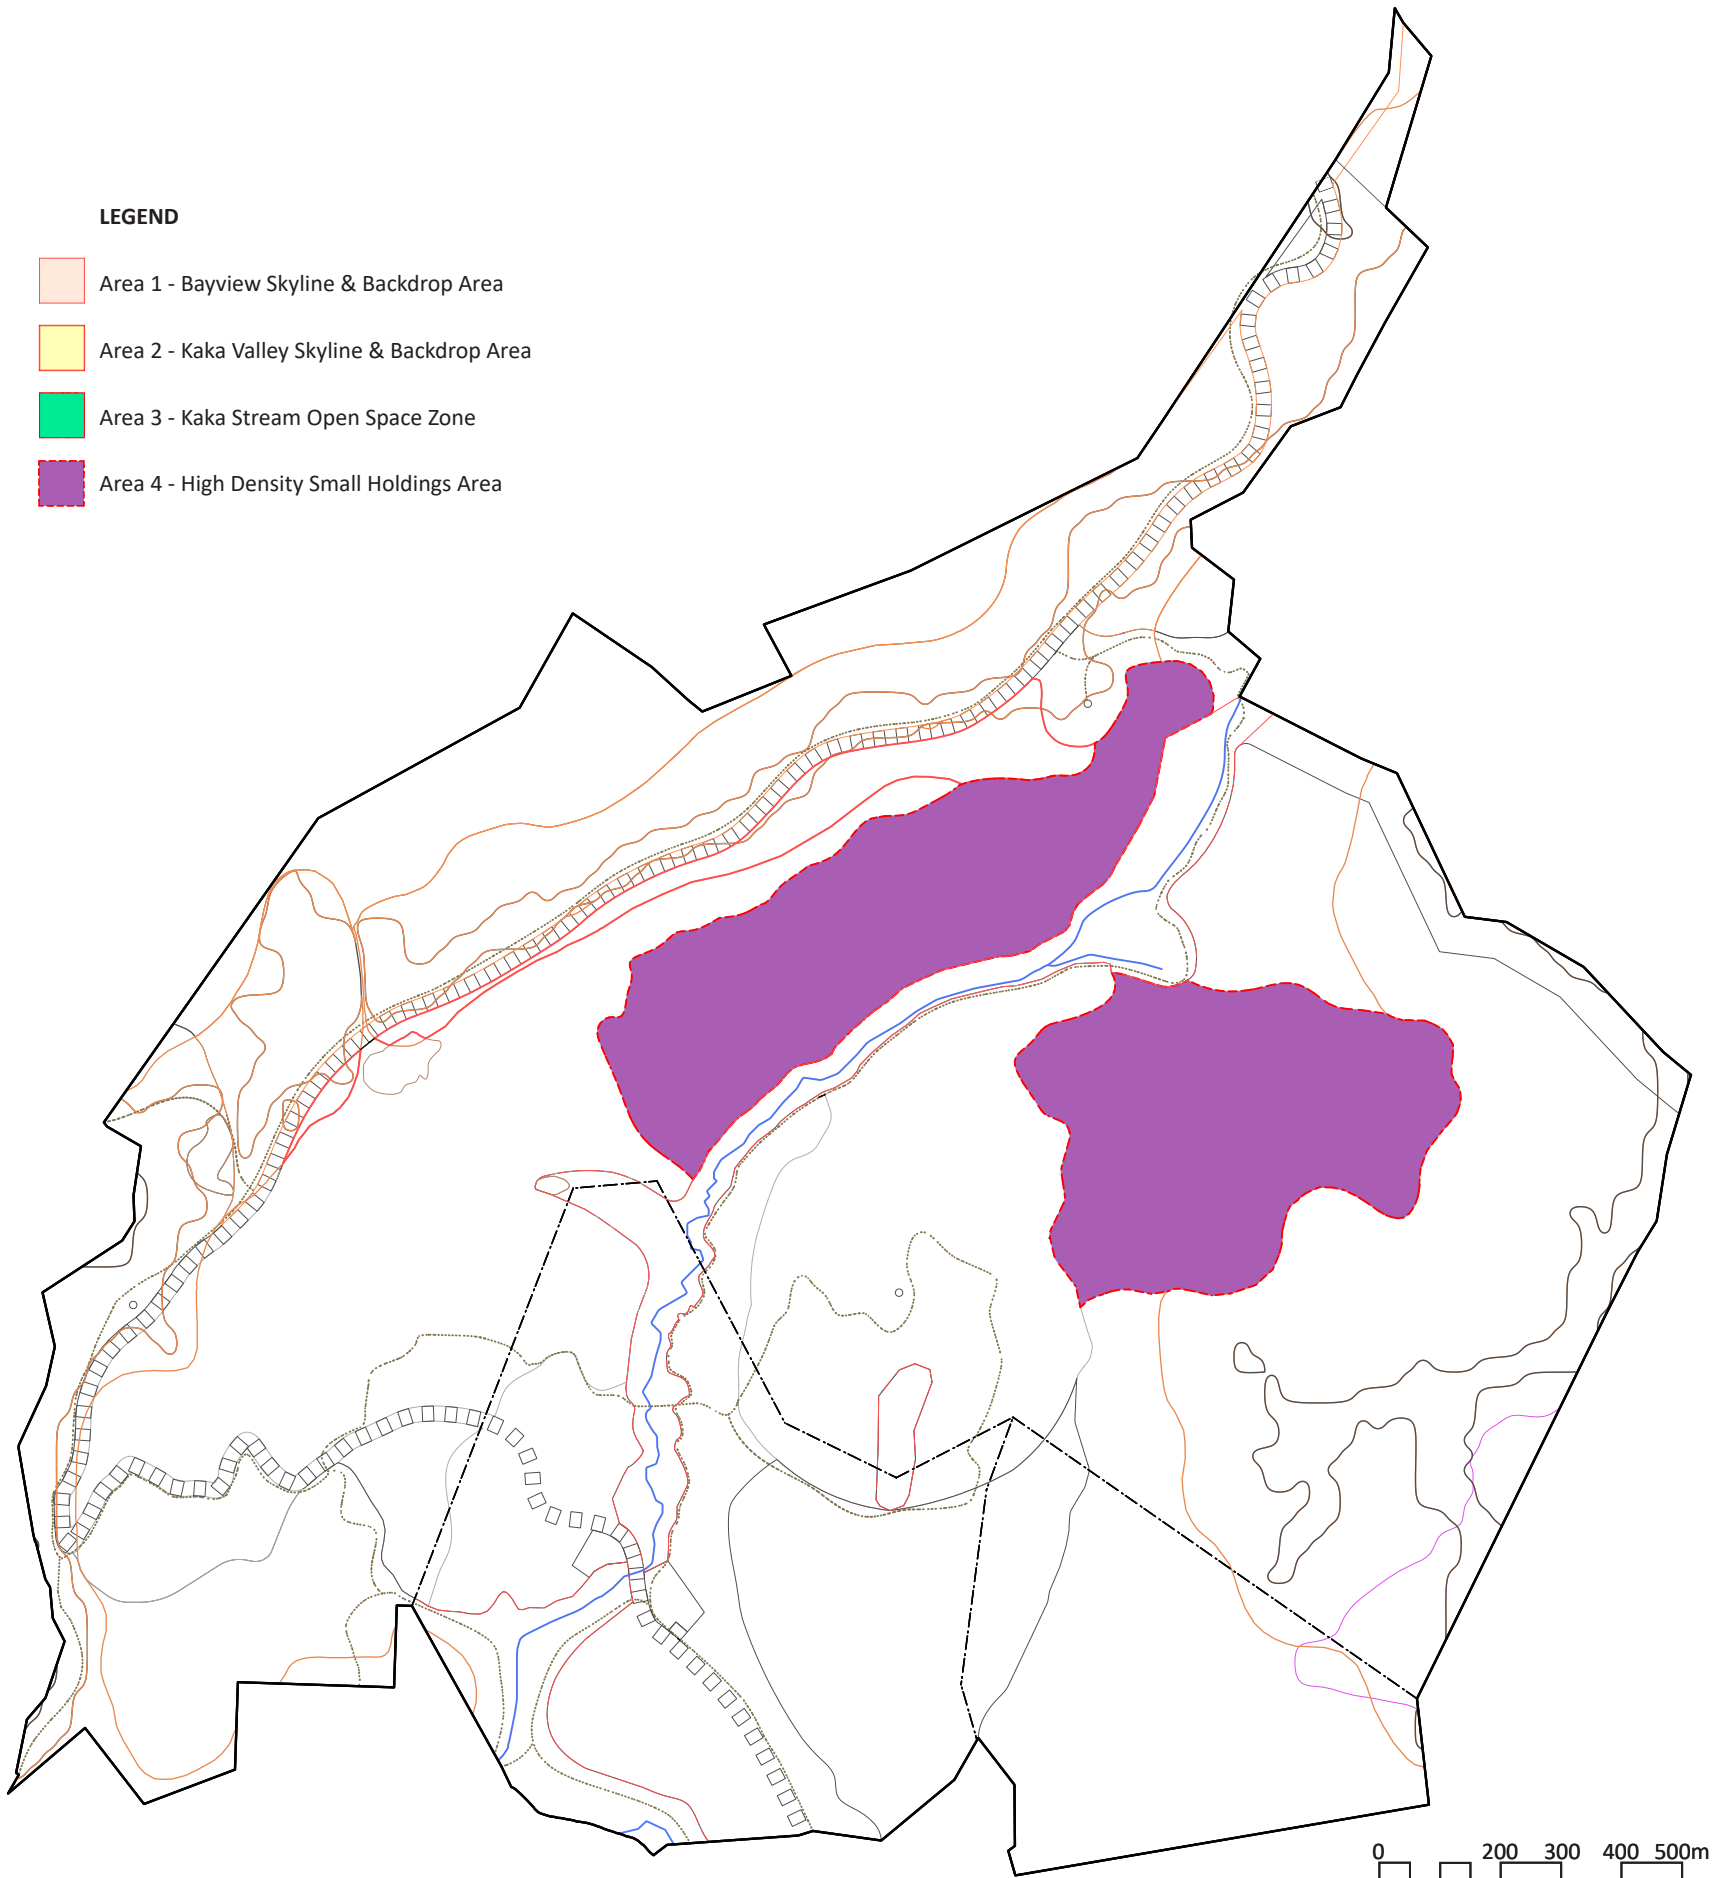 LEGEND
Area 1 - Bayview Skyline & Backdrop Area
Area 2 - Kaka Valley Skyline & Backdrop Area
Area 3 - Kaka Stream Open Space Zone
Area 4 - High Density Small Holdings Area
0 200 300 400 500m